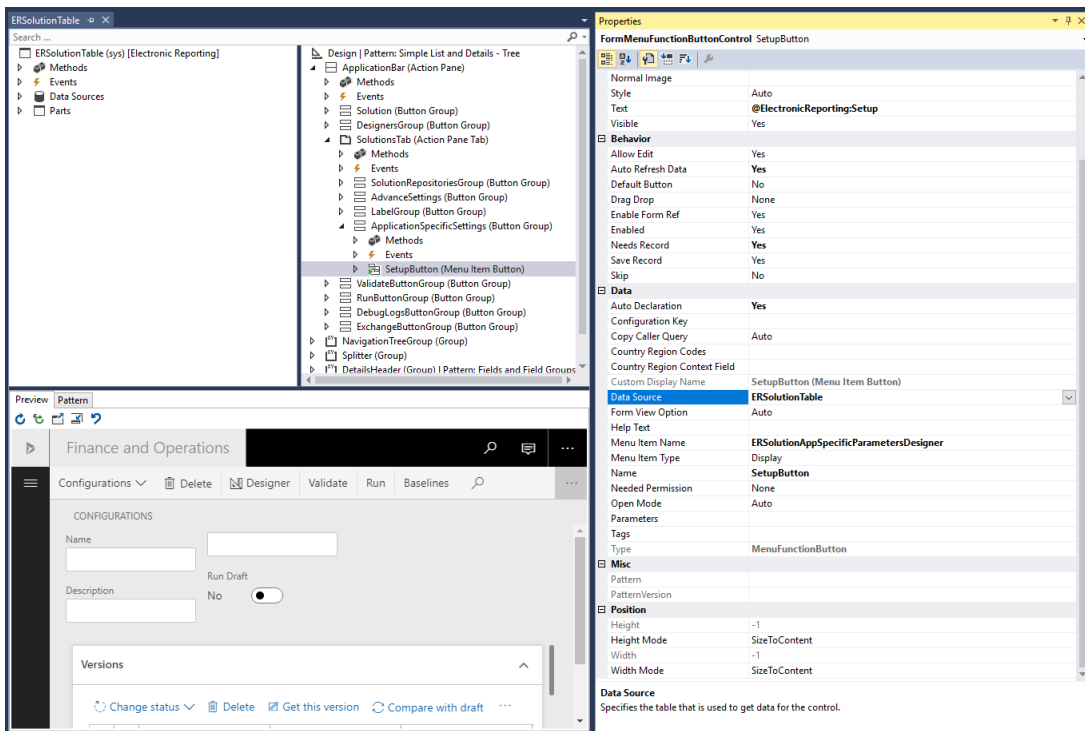 ERSolutionTable
Search ...
ERSolutionTable (sys) [Electronic Reporting]
Methods
Events
Data Sources
Parts
Design | Pattern: Simple List and Details - Tree
ApplicationBar (Action Pane)
Methods
Events
Solution (Button Group)
DesignersGroup (Button Group)
SolutionsTab (Action Pane Tab)
Methods
Events
SolutionRepositoriesGroup (Button Group)
AdvanceSettings (Button Group)
LabelGroup (Button Group)
ApplicationSpecificSettings (Button Group)
Methods
Events
SetupButton (Menu Item Button)
ValidateButtonGroup (Button Group)
RunButtonGroup (Button Group)
DebugLogsButtonGroup (Button Group)
ExchangeButtonGroup (Button Group)
NavigationTreeGroup (Group)
Splitter (Group)
DetailsHeader (Group) | Pattern: Fields and Field Groups
Preview Pattern
Finance and Operations
Configurations Delete Designer Validate Run Baselines
CONFIGURATIONS
Name
Run Draft
Description
No
Versions
Change status Delete Get this version Compare with draft ...
Properties
FormMenuFunctionButtonControl SetupButton
Normal Image
Style Auto
Text @ElectronicReporting:Setup
Visible Yes
Behavior
Allow Edit Yes
Auto Refresh Data Yes
Default Button No
Drag Drop None
Enable Form Ref Yes
Enabled Yes
Needs Record Yes
Save Record Yes
Skip No
Data
Auto Declaration Yes
Configuration Key
Copy Caller Query Auto
Country Region Codes
Country Region Context Field
Custom Display Name SetupButton (Menu Item Button)
Data Source ERSolutionTable
Form View Option Auto
Help Text
Menu Item Name ERSolutionAppSpecificParametersDesigner
Menu Item Type Display
Name SetupButton
Needed Permission None
Open Mode Auto
Parameters
Tags
Type MenuFunctionButton
Misc
Pattern
PatternVersion
Position
Height -1
Height Mode SizeToContent
Width -1
Width Mode SizeToContent
Data Source
Specifies the table that is used to get data for the control.